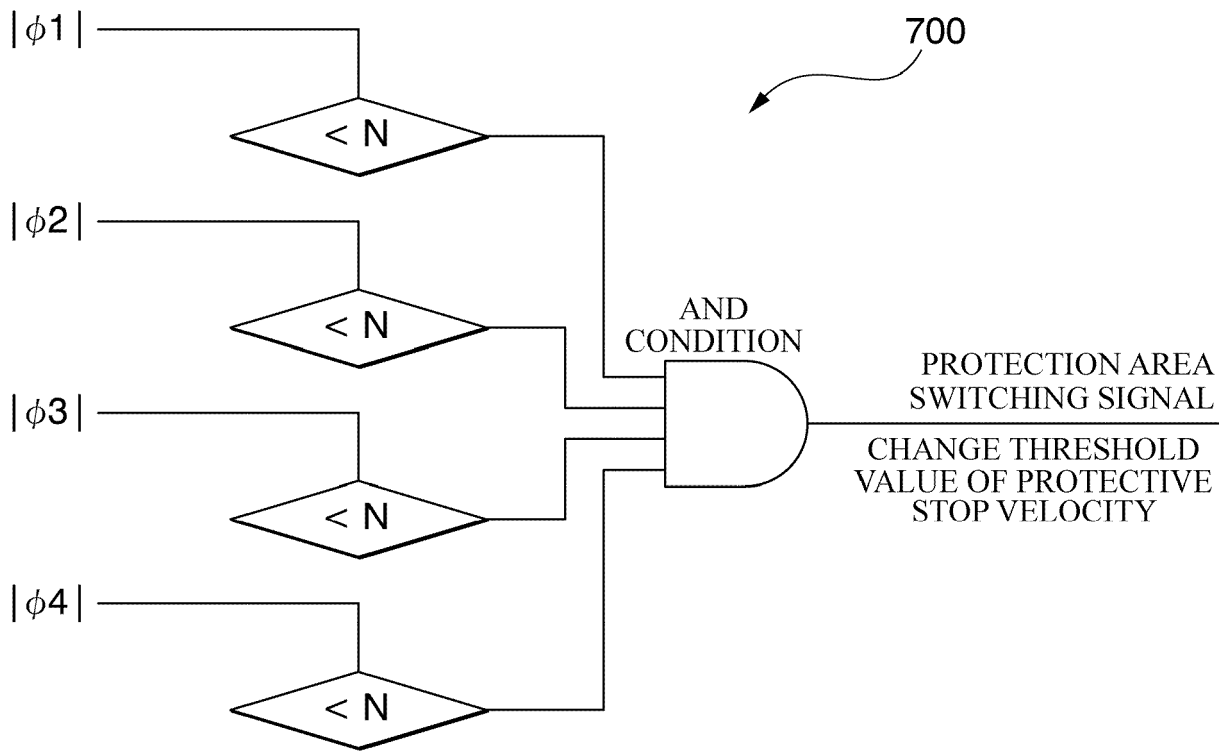 |ϕ1|
700
< N
|ϕ2|
< N
AND
CONDITION
|ϕ3|
PROTECTION AREA
SWITCHING SIGNAL
CHANGE THRESHOLD
VALUE OF PROTECTIVE
STOP VELOCITY
< N
|ϕ4|
< N